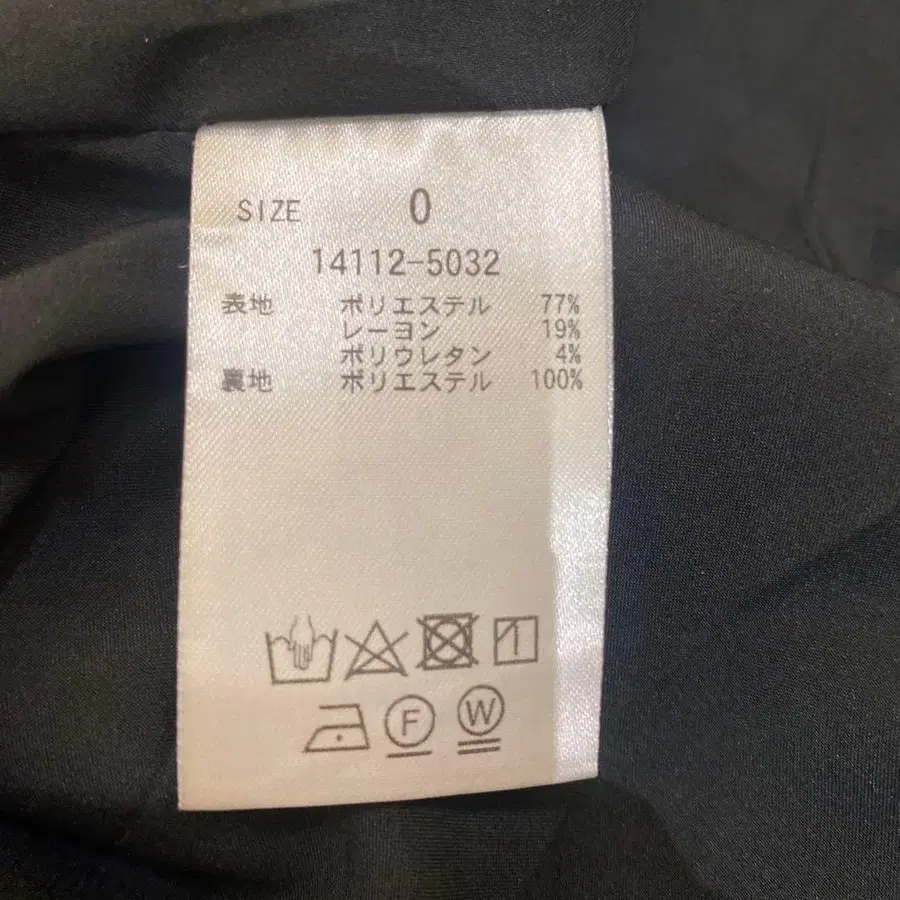 SIZE 0
14112-5032
表地 ポリエステル 77%
レーヨン 19%
ポリウレタン 4%
裏地 ポリエステル 100%
F W